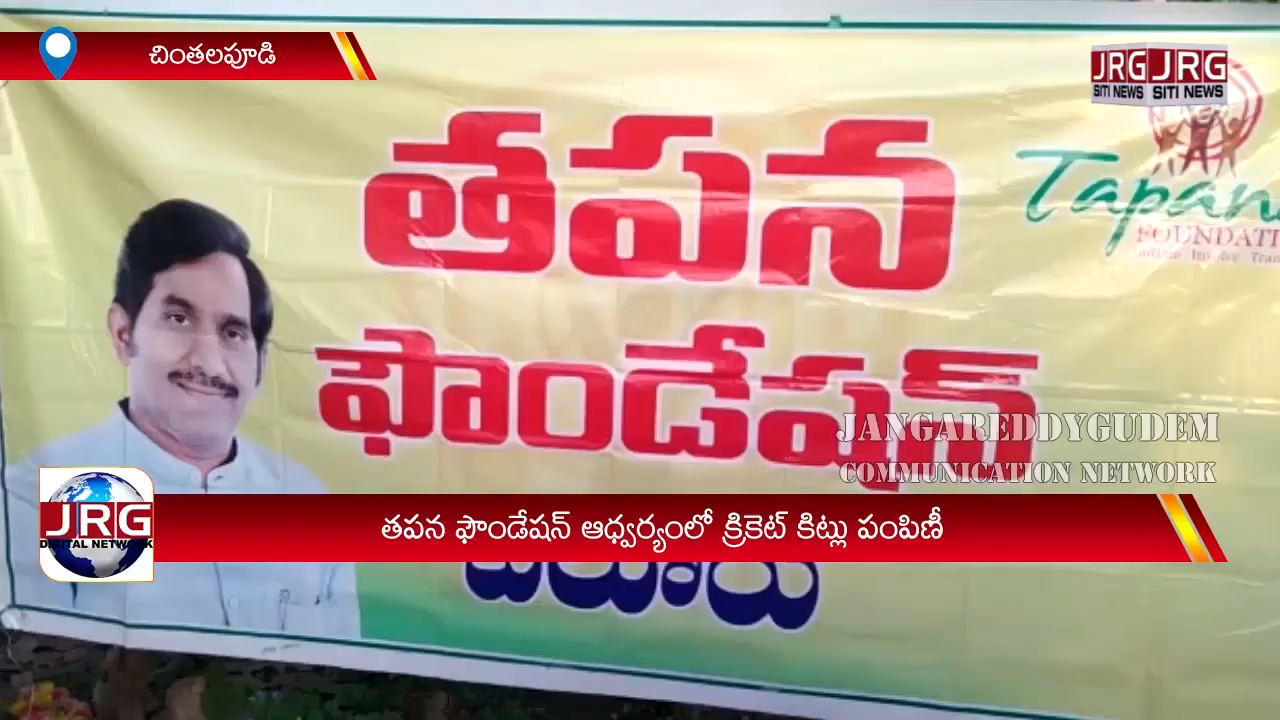 చింతలపూడి
JRG JRG
SITI NEWS SITI NEWS
తపన
Tapan
FOUNDATI
ఫౌండేషన్
JANGAREDDYGUDEM
COMMUNICATION NETWORK
JRG
DIGITAL NETWORK
తపన ఫౌండేషన్ ఆధ్వర్యంలో క్రికెట్ కిట్లు పంపిణీ